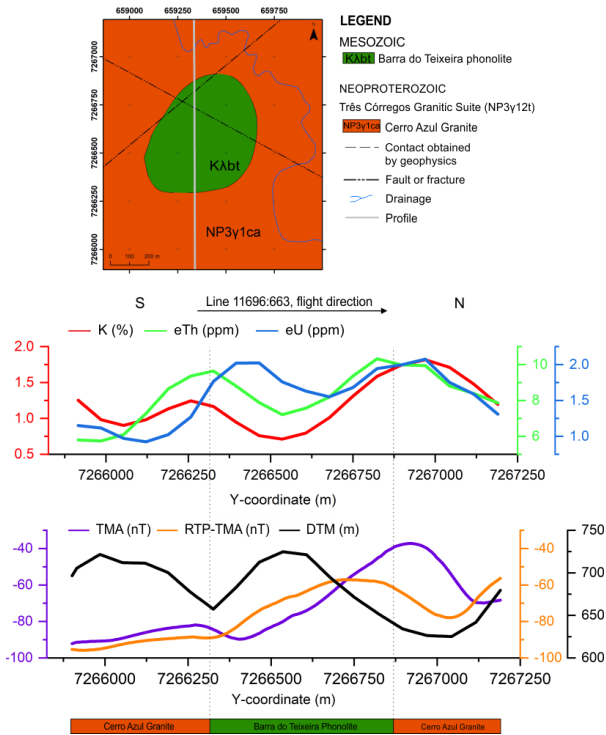 659000 659250 659500 659750
7267000
7266750
7266500
7266250
7266000
Kλbt
NP3γ1ca
0 100 200 m
N
LEGEND
MESOZOIC
Kλbt Barra do Teixeira phonolite
NEOPROTEROZOIC
Três Córregos Granitic Suite (NP3γ12t)
NP3γ1ca Cerro Azul Granite
Contact obtained
by geophysics
Fault or fracture
Drainage
Profile
S Line 11696:663, flight direction N
K (%) eTh (ppm) eU (ppm)
2.0
1.5
1.0
0.5
10
8
6
2.0
1.5
1.0
7266000 7266250 7266500 7266750 7267000 7267250
Y-coordinate (m)
TMA (nT) RTP-TMA (nT) DTM (m)
-40
-60
-80
-100
-40
-60
-80
-100
750
700
650
600
7266000 7266250 7266500 7266750 7267000 7267250
Y-coordinate (m)
Cerro Azul Granite Barra do Teixeira Phonolite Cerro Azul Granite